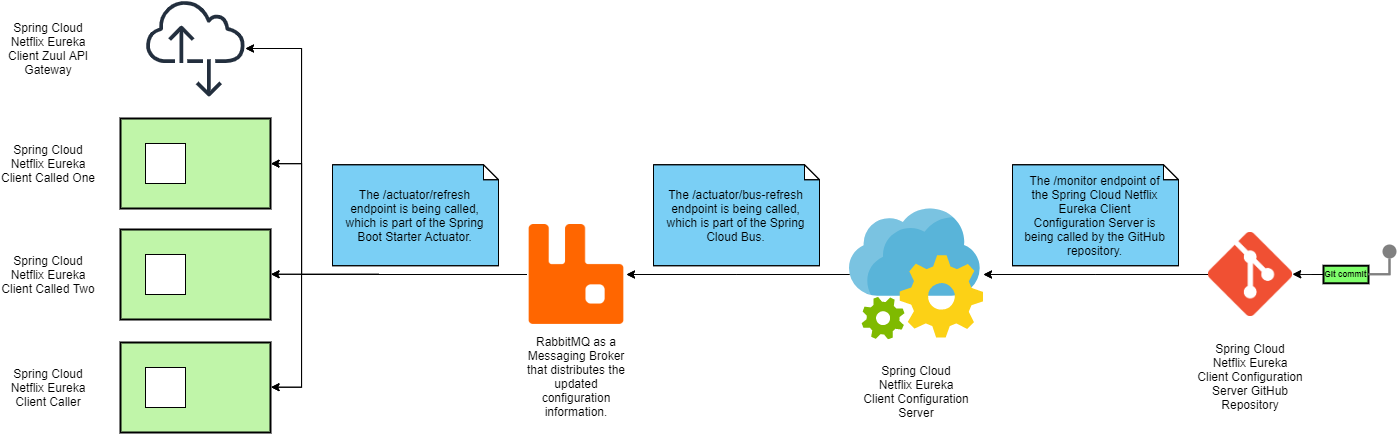 Spring Cloud
Netflix Eureka
Client Zuul API
Gateway
Spring Cloud
Netflix Eureka
Client Called One
Spring Cloud
Netflix Eureka
Client Called Two
Spring Cloud
Netflix Eureka
Client Caller
The /actuator/refresh
endpoint is being called,
which is part of the Spring
Boot Starter Actuator.
RabbitMQ as a
Messaging Broker
that distributes the
updated
configuration
information.
The /actuator/bus-refresh
endpoint is being called,
which is part of the Spring
Cloud Bus.
Spring Cloud
Netflix Eureka
Client Configuration
Server
The /monitor endpoint of
the Spring Cloud Netflix
Eureka Client
Configuration Server is
being called by the GitHub
repository.
Spring Cloud
Netflix Eureka
Client Configuration
Server GitHub
Repository
Git commit